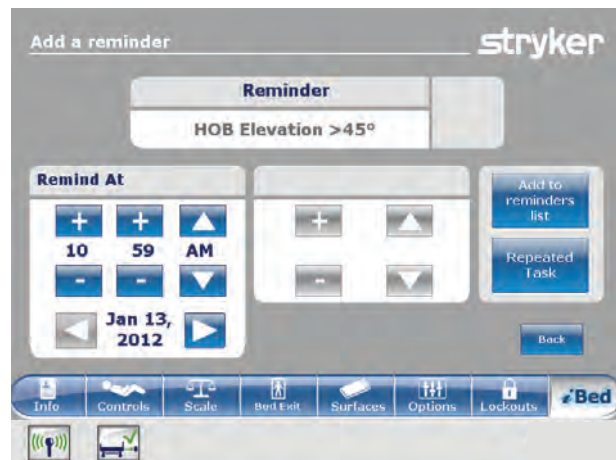 Add a reminder
stryker
Reminder
HOB Elevation >45º
Remind At
+ + 
10 59 AM
- -
Jan 13,
2012
+
-
Add to
reminders
list
Repeated
Task
Back
Info Controls Scale Bed Exit Surfaces Options Lockouts iBed